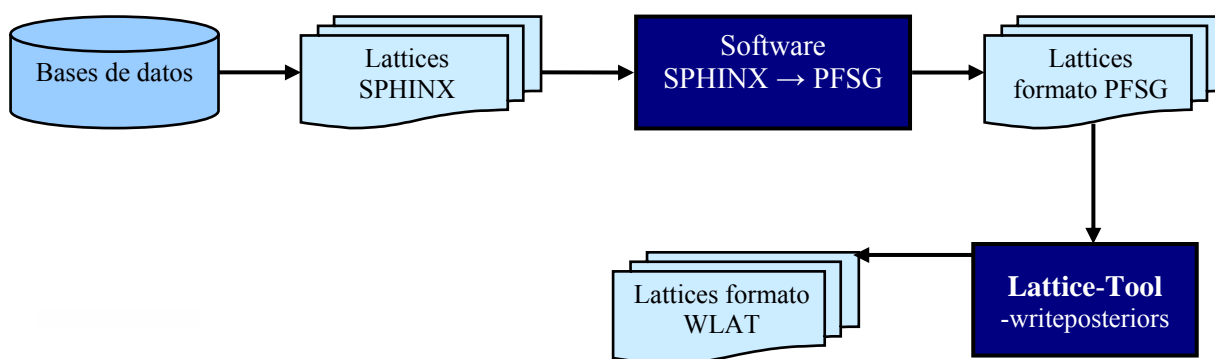 Bases de datos
Lattices
SPHINX
Software
SPHINX → PFSG
Lattices
formato PFSG
Lattices formato
WLAT
Lattice-Tool
-writeposteriors